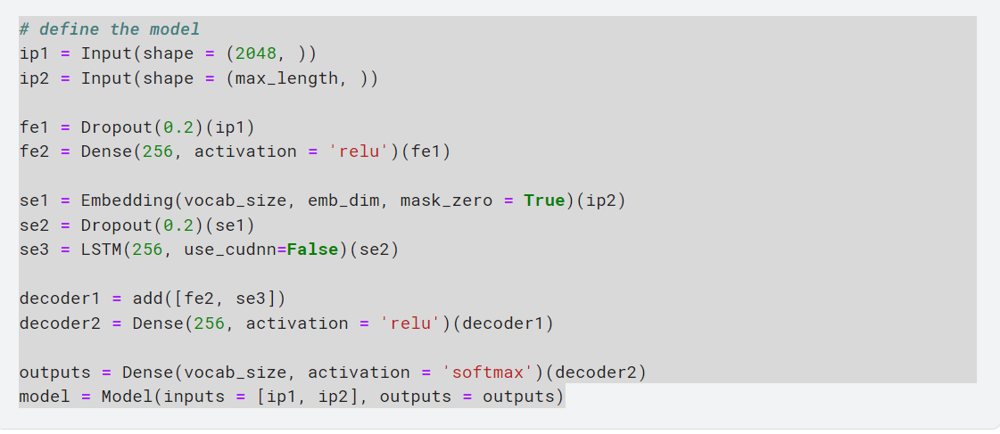 # define the model
ip1 = Input(shape = (2048, ))
ip2 = Input(shape = (max_length, ))
fe1 = Dropout(0.2)(ip1)
fe2 = Dense(256, activation = 'relu')(fe1)
se1 = Embedding(vocab_size, emb_dim, mask_zero = True)(ip2)
se2 = Dropout(0.2)(se1)
se3 = LSTM(256, use_cudnn=False)(se2)
decoder1 = add([fe2, se3])
decoder2 = Dense(256, activation = 'relu')(decoder1)
outputs = Dense(vocab_size, activation = 'softmax')(decoder2)
model = Model(inputs = [ip1, ip2], outputs = outputs)